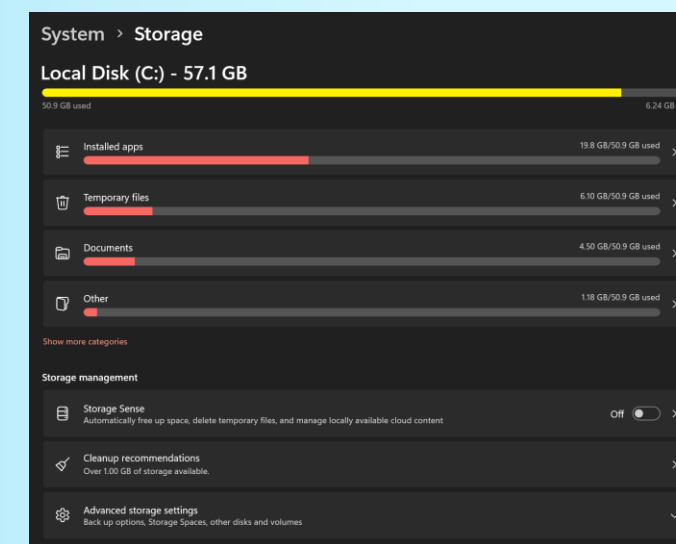 System > Storage
Local Disk (C:) - 57.1 GB
50.9 GB used 6.24 GB
Installed apps 19.8 GB/50.9 GB used
Temporary files 6.10 GB/50.9 GB used
Documents 4.50 GB/50.9 GB used
Other 1.18 GB/50.9 GB used
Show more categories
Storage management
Storage Sense Off
Automatically free up space, delete temporary files, and manage locally available cloud content
Cleanup recommendations
Over 1.00 GB of storage available.
Advanced storage settings
Back up options, Storage Spaces, other disks and volumes